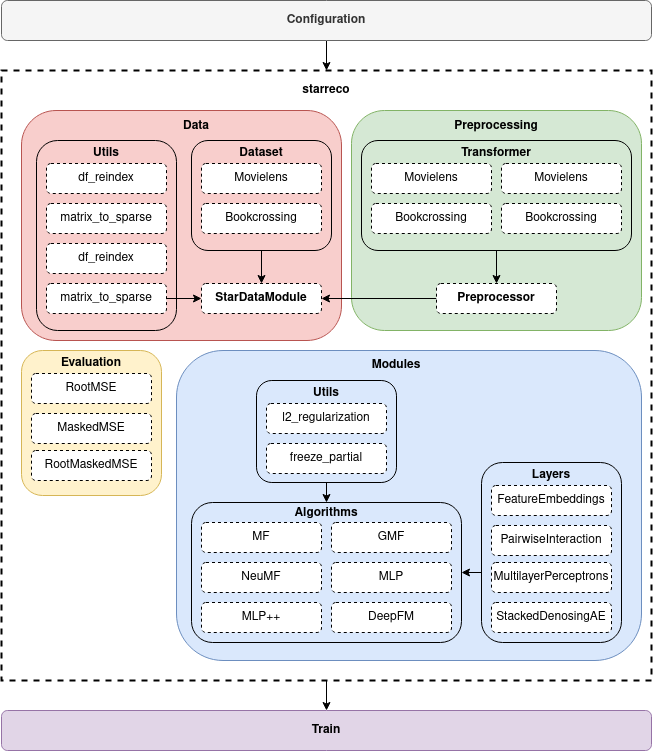 Configuration
starreco
Data
Utils
df_reindex
matrix_to_sparse
df_reindex
matrix_to_sparse
Dataset
Movielens
Bookcrossing
StarDataModule
Preprocessing
Transformer
Movielens
Movielens
Bookcrossing
Bookcrossing
Preprocessor
Evaluation
RootMSE
MaskedMSE
RootMaskedMSE
Modules
Utils
l2_regularization
freeze_partial
Algorithms
MF
GMF
NeuMF
MLP
MLP++
DeepFM
Layers
FeatureEmbeddings
PairwiseInteraction
MultilayerPerceptrons
StackedDenosingAE
Train